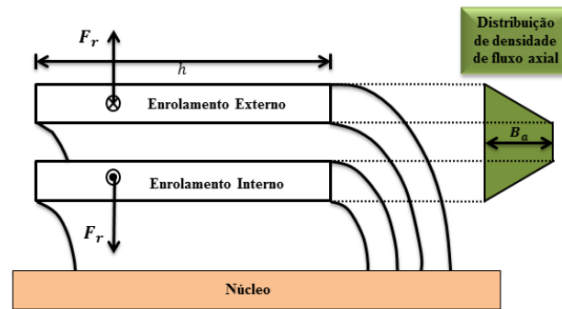 Distribuição
de densidade
de fluxo axial
F_r
h
Enrolamento Externo
B_a
Enrolamento Interno
F_r
Núcleo